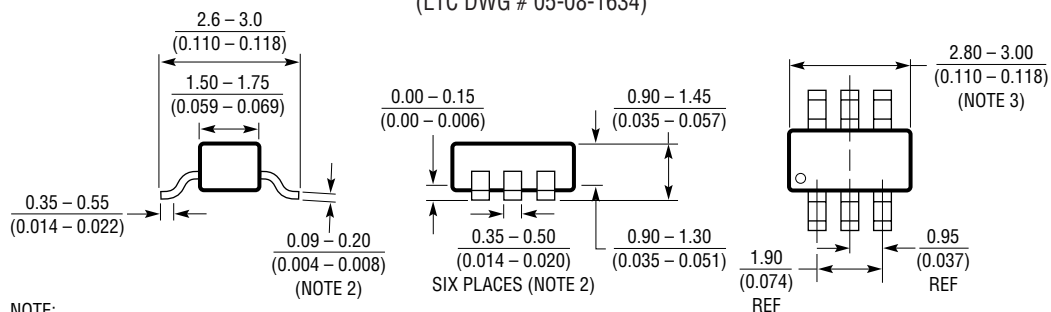 (LTC DWG # 05-08-1634)
2.6 – 3.0
(0.110 – 0.118)
1.50 – 1.75
(0.059 – 0.069)
0.35 – 0.55
(0.014 – 0.022)
0.09 – 0.20
(0.004 – 0.008)
(NOTE 2)
0.00 – 0.15
(0.00 – 0.006)
0.90 – 1.45
(0.035 – 0.057)
0.35 – 0.50
(0.014 – 0.020)
SIX PLACES (NOTE 2)
0.90 – 1.30
(0.035 – 0.051)
2.80 – 3.00
(0.110 – 0.118)
(NOTE 3)
1.90
(0.074)
REF
0.95
(0.037)
REF
NOTE: